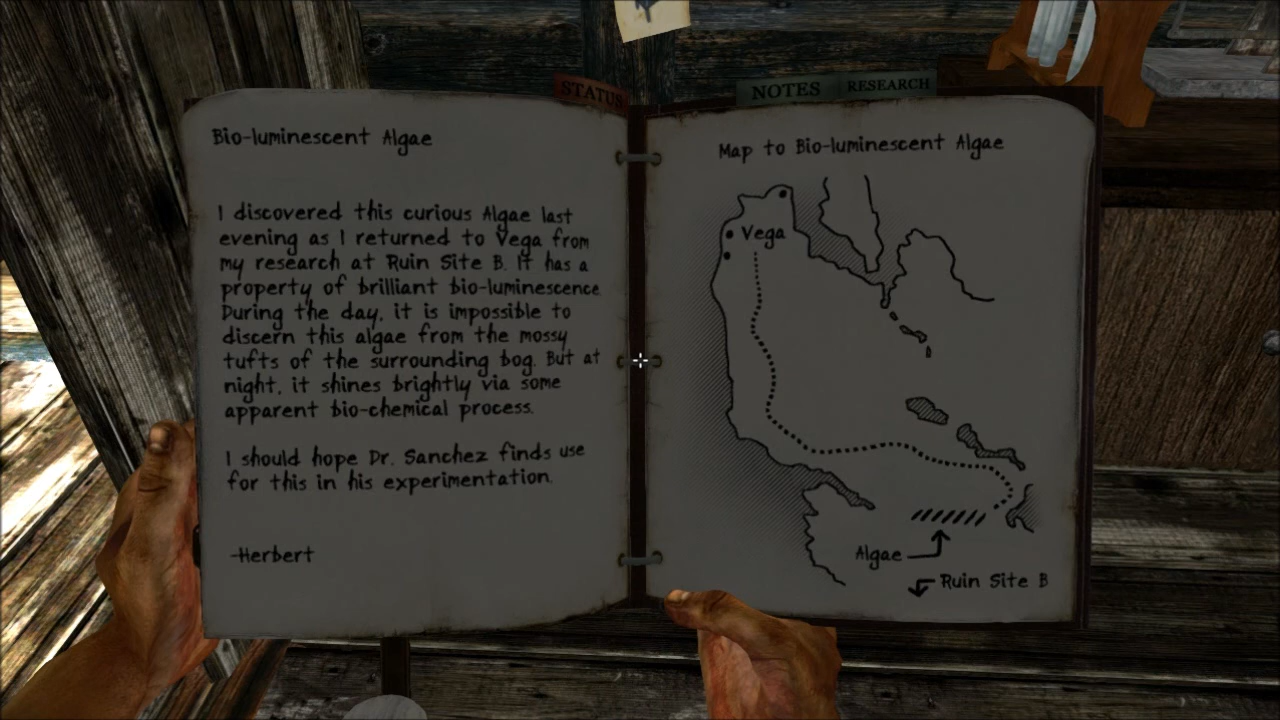 STATUS
NOTES
RESEARCH
Bio-luminescent Algae
I discovered this curious Algae last
evening as I returned to Vega from
my research at Ruin Site B. It has a
property of brilliant bio-luminescence.
During the day, it is impossible to
discern this algae from the mossy
tufts of the surrounding bog. But at
night, it shines brightly via some
apparent bio-chemical process.
I should hope Dr. Sanchez finds use
for this in his experimentation.
-Herbert
Map to Bio-luminescent Algae
Vega
Algae
Ruin Site B